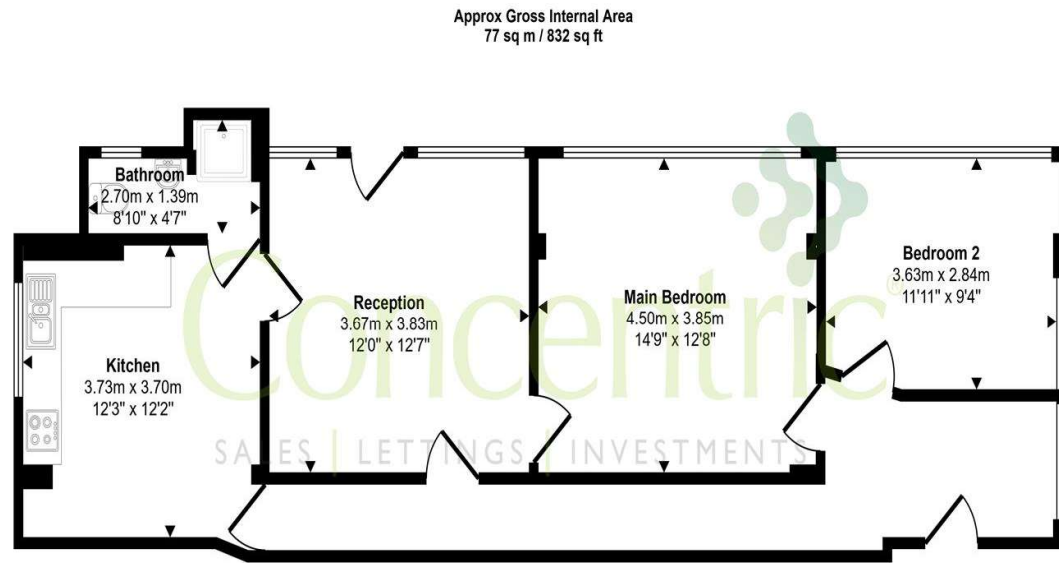 Approx Gross Internal Area
77 sq m / 832 sq ft
Bathroom
2.70m x 1.39m
8'10" x 4'7"
Kitchen
3.73m x 3.70m
12'3" x 12'2"
Reception
3.67m x 3.83m
12'0" x 12'7"
Main Bedroom
4.50m x 3.85m
14'9" x 12'8"
Bedroom 2
3.63m x 2.84m
11'11" x 9'4"
Concentric®
SALES | LETTINGS | INVESTMENTS